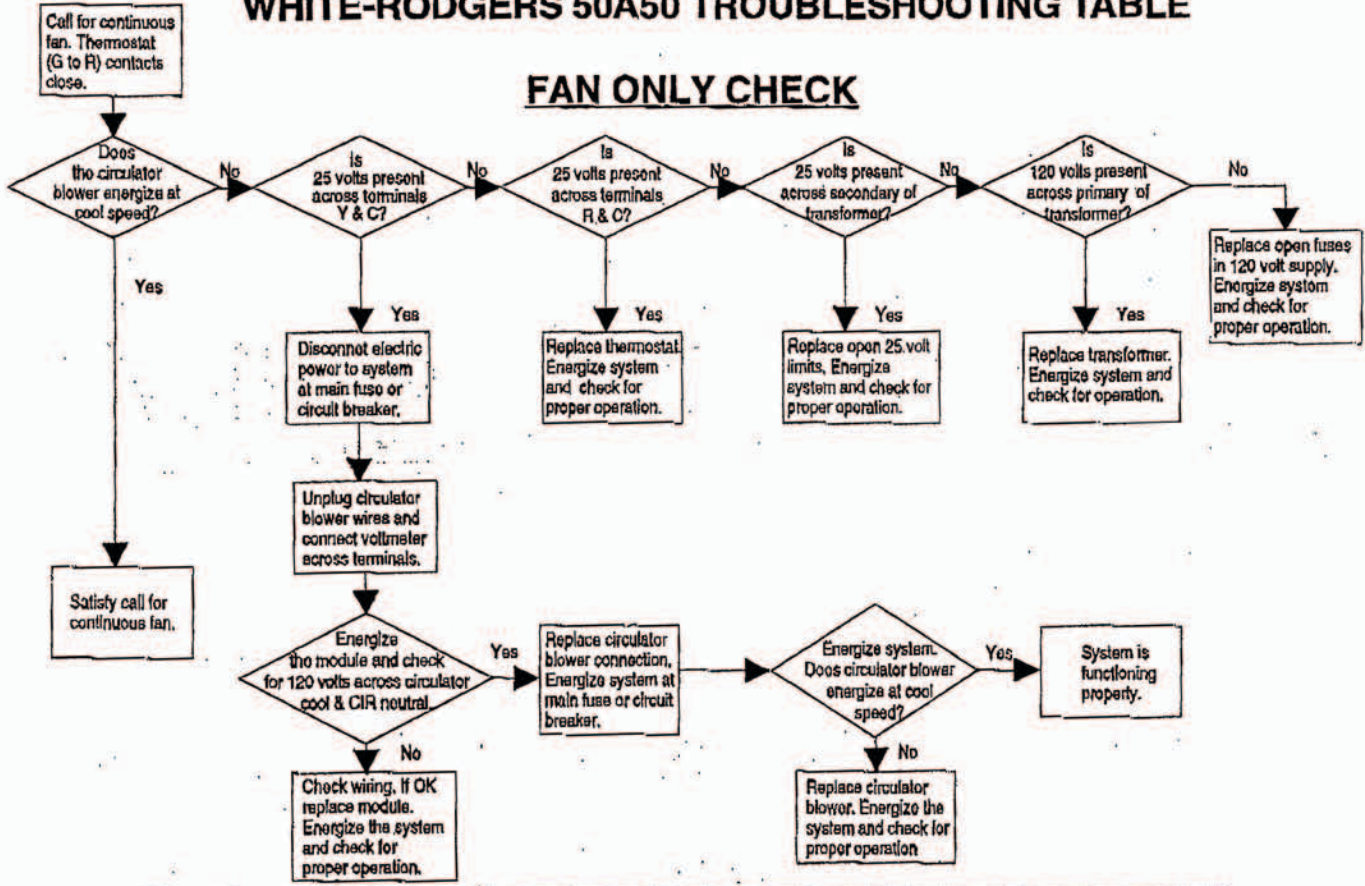 WHITE-RODGERS 50A50 TROUBLESHOOTING TABLE
FAN ONLY CHECK
Call for continuous
fan. Thermostat
(G to R) contacts
close.
Does
the circulator
blower energize at
cool speed?
No
Is
25 volts present
across terminals
Y & C?
No
Is
25 volts present
across terminals
R & C?
No
Is
25 volts present
across secondary of
transformer?
No
Is
120 volts present
across primary of
transformer?
No
Replace open fuses
in 120 volt supply.
Energize system
and check for
proper operation.
Yes
Yes
Disconnot electric
power to system
at main fuse or
circuit breaker.
Yes
Replace thermostat.
Energize system
and check for
proper operation.
Yes
Replace open 25 volt
limits, Energize
system and check for
proper operation.
Yes
Replace transformer.
Energize system and
check for operation.
Unplug circulator
blower wires and
connect voltmeter
across terminals.
Satisfy call for
continuous fan.
Energize
the module and check
for 120 volts across circulator
cool & CIR neutral.
Yes
Replace circulator
blower connection.
Energize system at
main fuse or circuit
breaker.
Energize system.
Does circulator blower
energize at cool
speed?
Yes
System is
functioning
property.
No
Check wiring, If OK
replace module.
Energize the system
and check for
proper operation.
No
Replace circulator
blower. Energize the
system and check for
proper operation